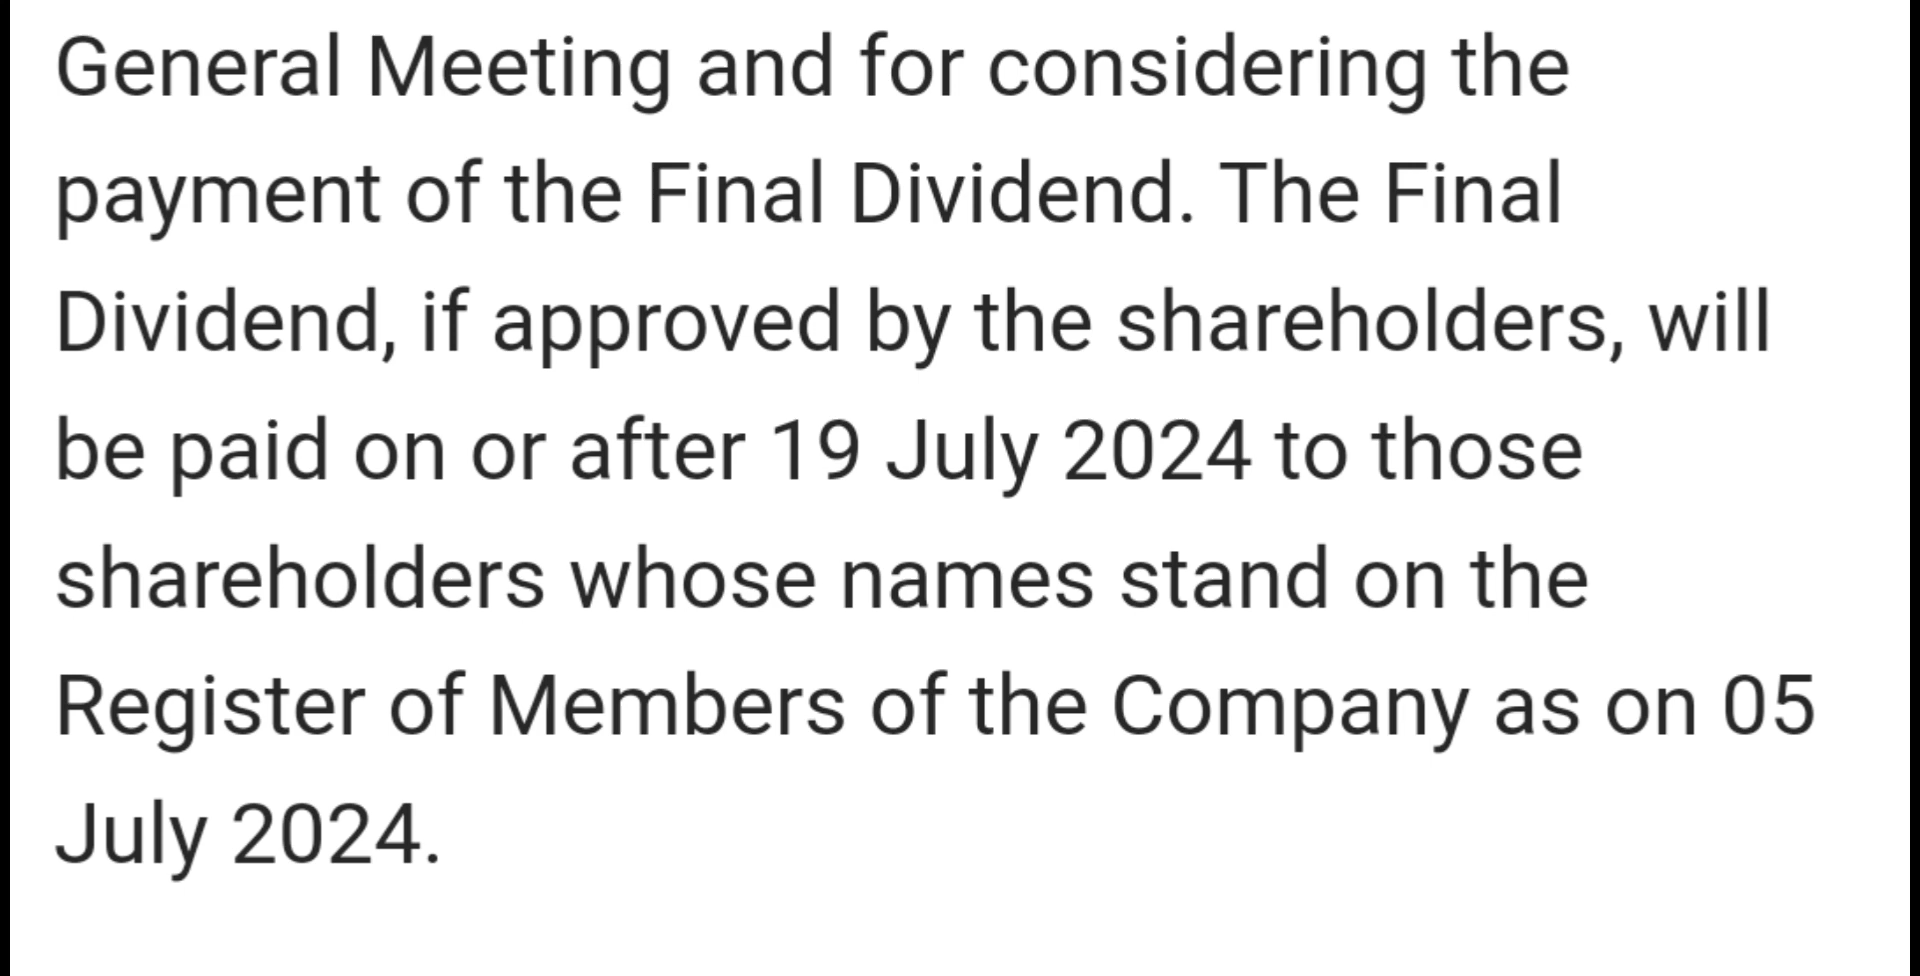 General Meeting and for considering the
payment of the Final Dividend. The Final
Dividend, if approved by the shareholders, will
be paid on or after 19 July 2024 to those
shareholders whose names stand on the
Register of Members of the Company as on 05
July 2024.